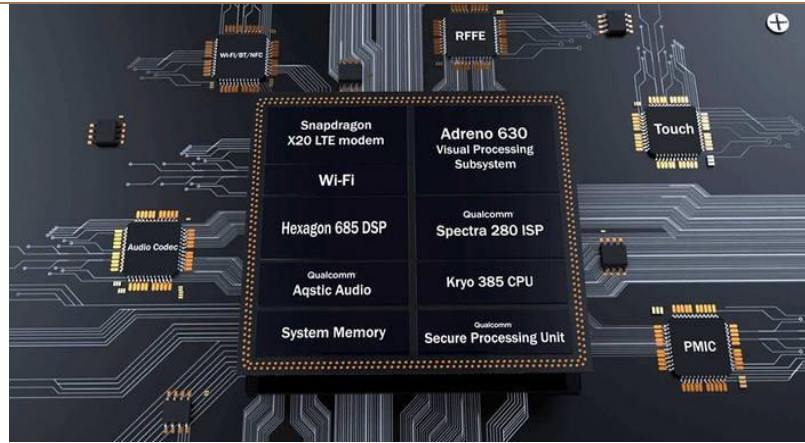 Wi-Fi/BT/NFC
RFFE
Touch
Snapdragon
X20 LTE modem
Adreno 630
Visual Processing
Subsystem
Wi-Fi
Hexagon 685 DSP
Qualcomm
Spectra 280 ISP
Audio Codec
Qualcomm
Aqstic Audio
Kryo 385 CPU
System Memory
Qualcomm
Secure Processing Unit
PMIC